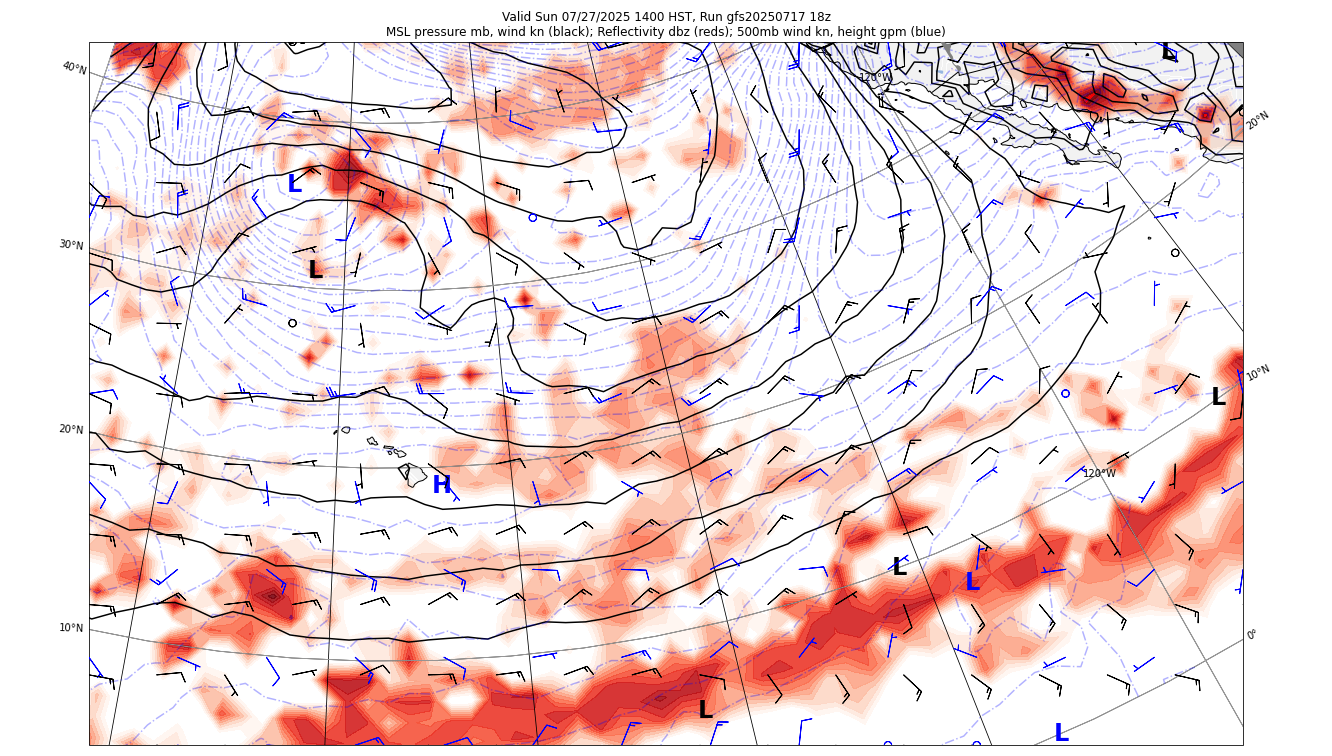 Valid Sun 07/27/2025 1400 HST, Run gfs20250717 18z
MSL pressure mb, wind kn (black); Reflectivity dbz (reds); 500mb wind kn, height gpm (blue)
L
40°N
120°W
20°N
L
30°N
L
10°N
L
20°N
120°W
H
L
L
10°N
0°
L
L